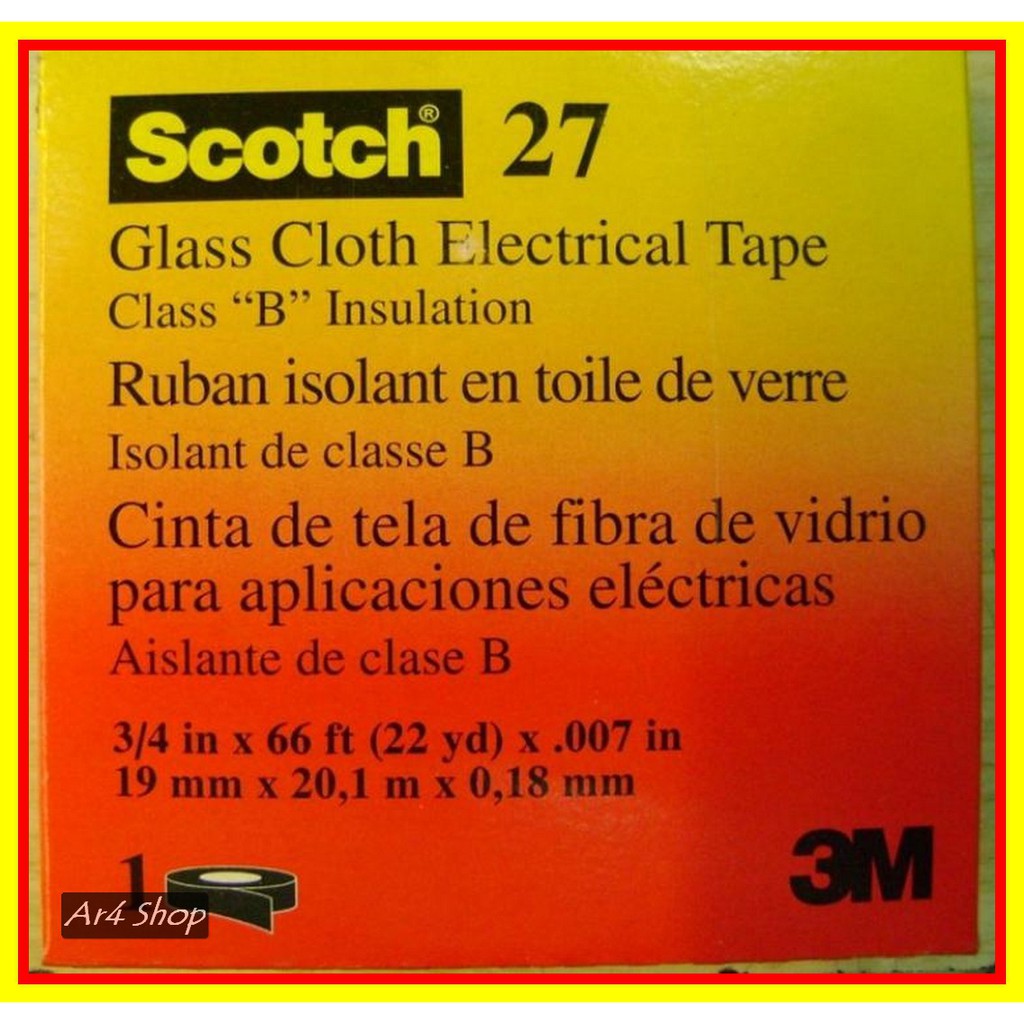 Scotch® 27
Glass Cloth Electrical Tape
Class “B” Insulation
Ruban isolant en toile de verre
Isolant de classe B
Cinta de tela de fibra de vidrio
para aplicaciones eléctricas
Aislante de clase B
3/4 in x 66 ft (22 yd) x .007 in
19 mm x 20,1 m x 0,18 mm
1
3M
Ar4 Shop